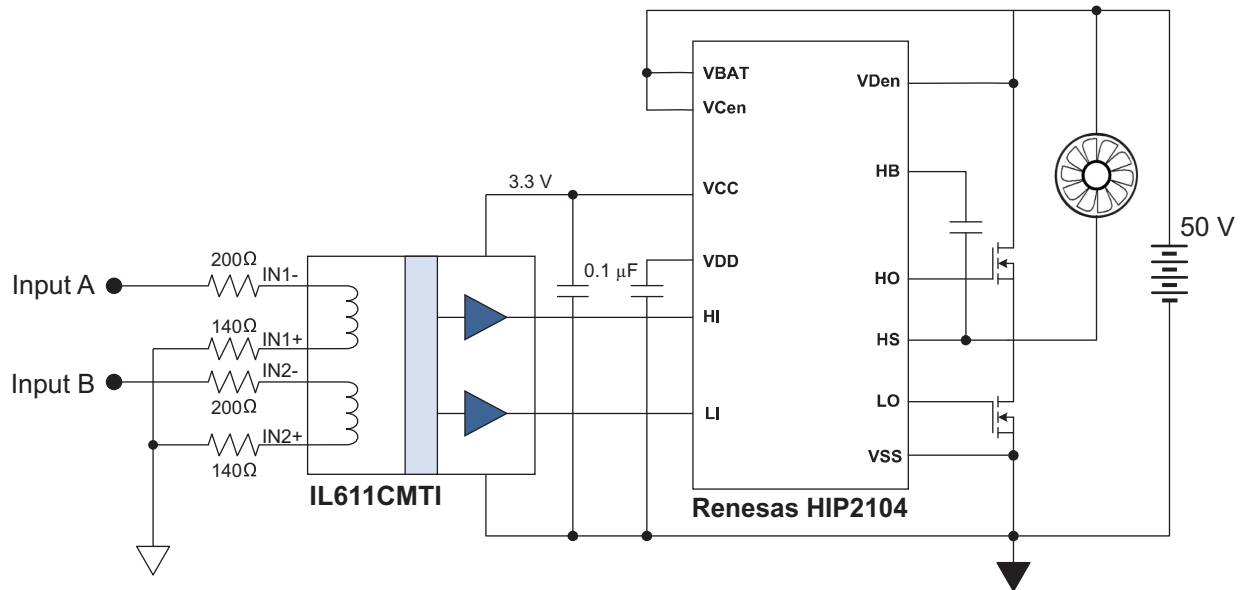 VBAT
VCen
VDen
VCC
HB
3.3 V
50 V
VDD
0.1 μF
HO
HI
HS
LI
LO
VSS
Input A
200Ω
IN1-
140Ω
IN1+
Input B
IN2-
200Ω
IN2+
140Ω
IL611CMTI
Renesas HIP2104